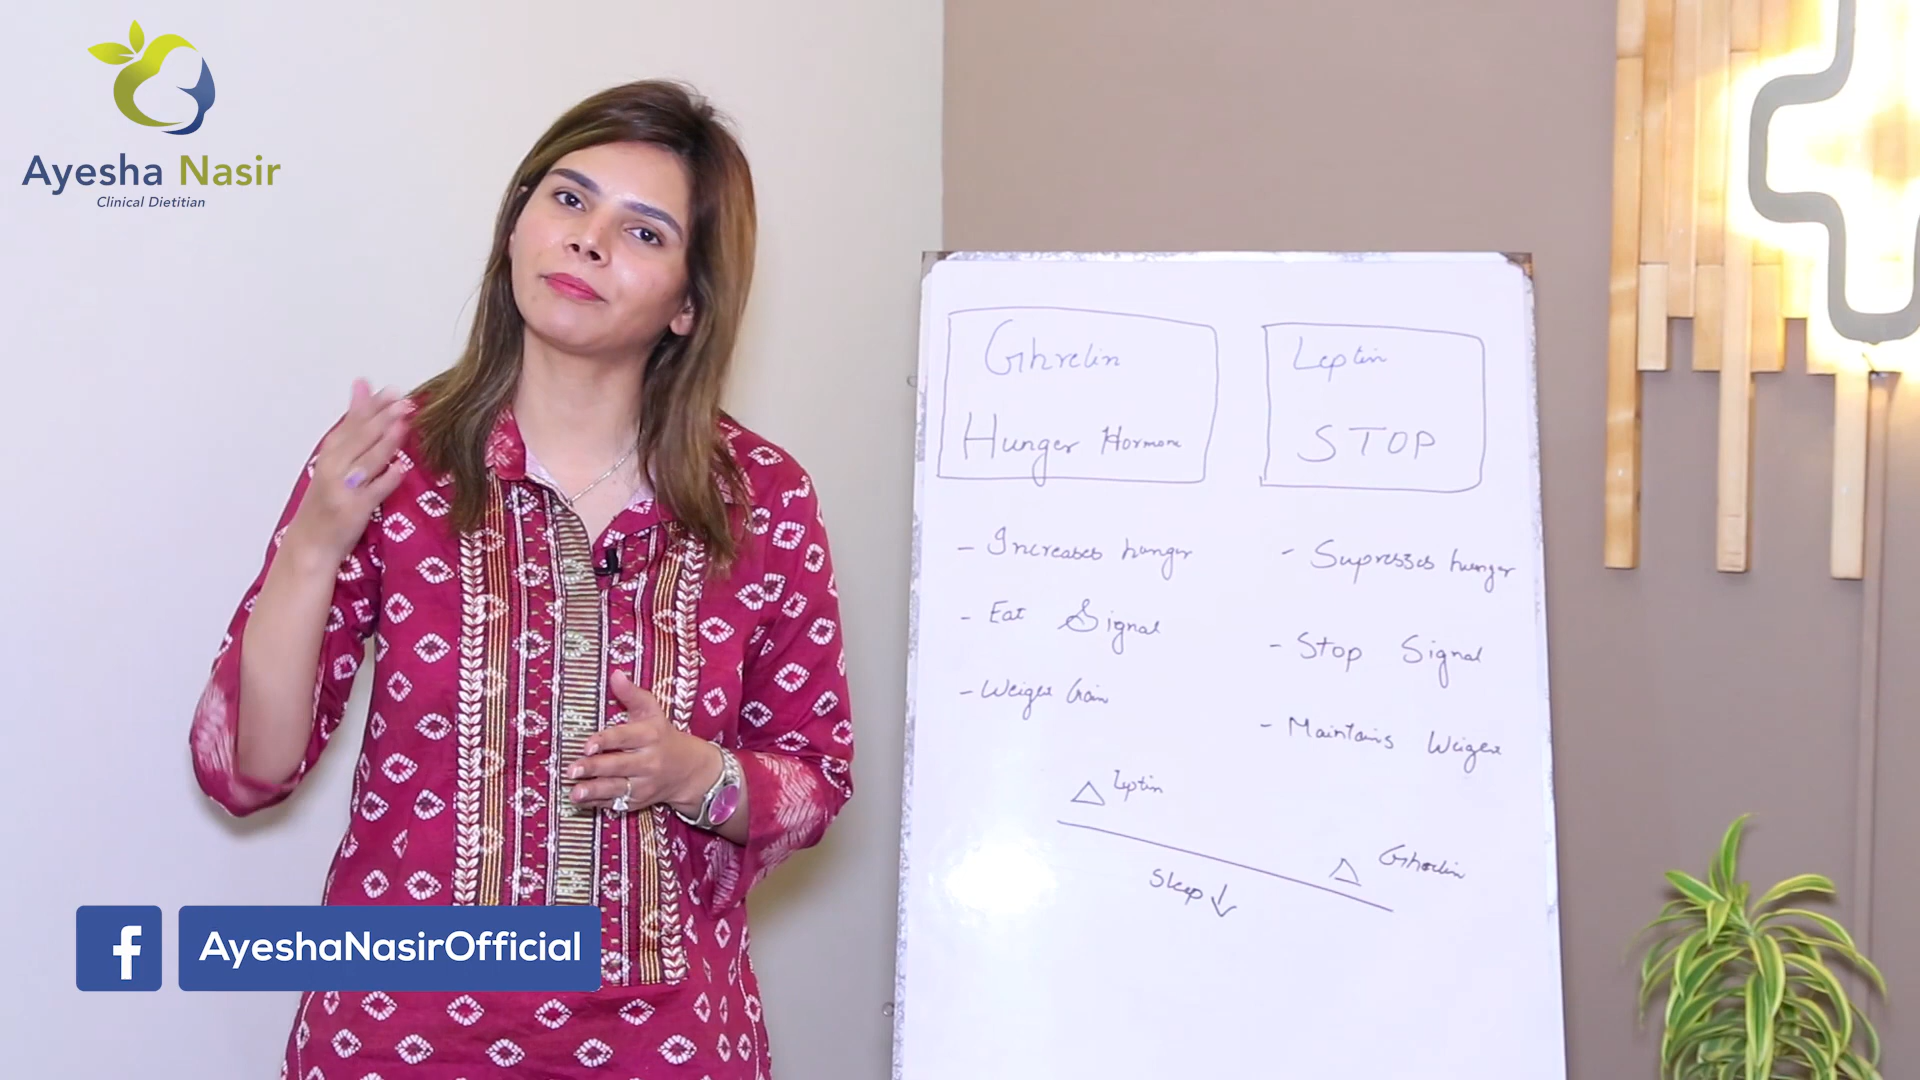 Ayesha Nasir
Clinical Dietitian
Ghrelin
Hunger Hormone
- Increases hunger
- Eat Signal
- Weight Gain
Leptin
STOP
- Supresses hunger
- Stop Signal
- Maintains Weight
△ Leptin
△ Ghrelin
Sleep ↓
f AyeshaNasirOfficial